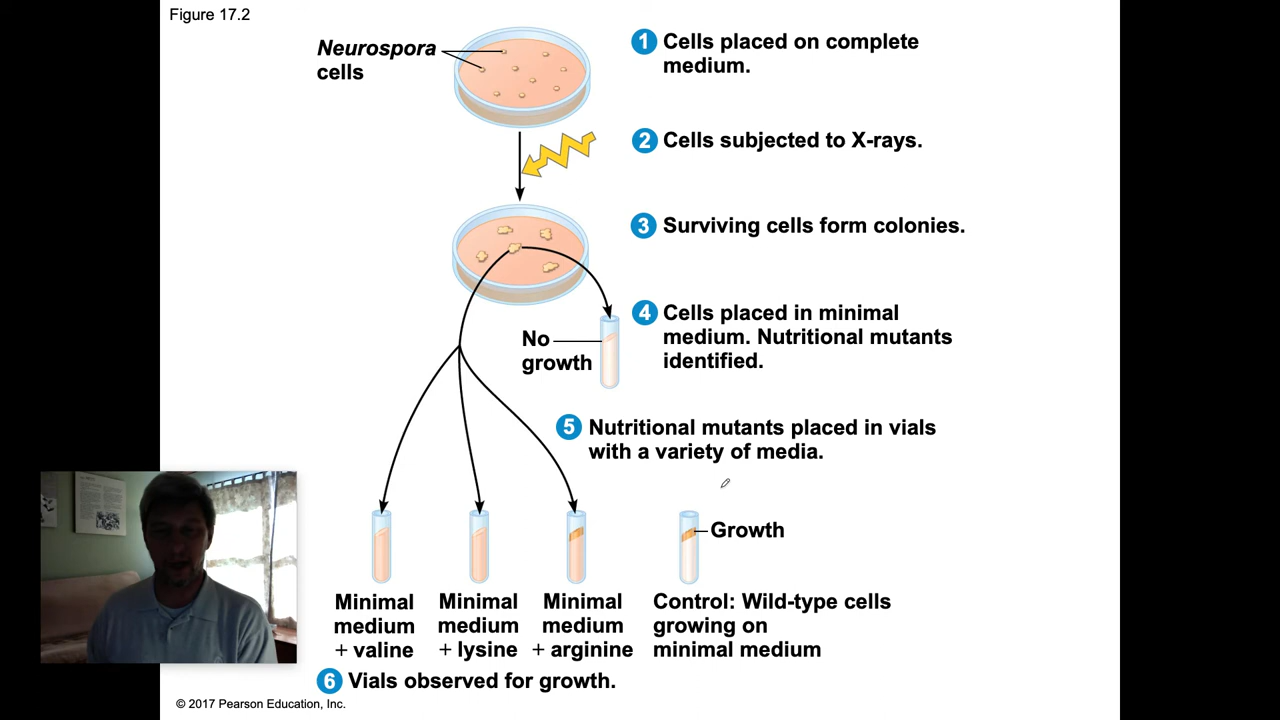 Figure 17.2
Neurospora
cells
1 Cells placed on complete
medium.
2 Cells subjected to X-rays.
3 Surviving cells form colonies.
4 Cells placed in minimal
medium. Nutritional mutants
identified.
No
growth
5 Nutritional mutants placed in vials
with a variety of media.
Growth
Minimal
medium
+ valine
Minimal
medium
+ lysine
Minimal
medium
+ arginine
Control: Wild-type cells
growing on
minimal medium
6 Vials observed for growth.
© 2017 Pearson Education, Inc.